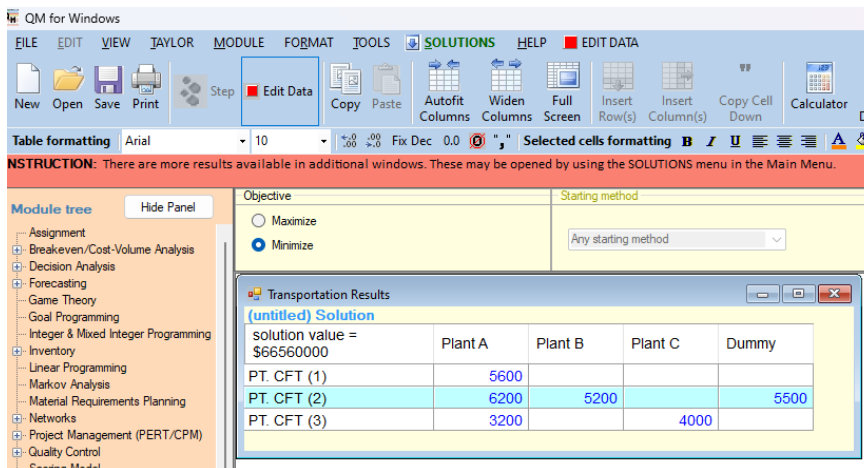 QM for Windows
FILE EDIT VIEW TAYLOR MODULE FORMAT TOOLS SOLUTIONS HELP EDIT DATA
New Open Save Print Step Edit Data Copy Paste Autofit Columns Widen Columns Full Screen Insert Row(s) Insert Column(s) Copy Cell Down Calculator
Table formatting Arial 10 Fix Dec 0.0 "," Selected cells formatting B I U A
NSTRUCTION: There are more results available in additional windows. These may be opened by using the SOLUTIONS menu in the Main Menu.
Module tree Hide Panel
Assignment
Breakeven/Cost-Volume Analysis
Decision Analysis
Forecasting
Game Theory
Goal Programming
Integer & Mixed Integer Programming
Inventory
Linear Programming
Markov Analysis
Material Requirements Planning
Networks
Project Management (PERT/CPM)
Quality Control
Scoring Model
Objective
Maximize
Minimize
Starting method
Any starting method
Transportation Results
(untitled) Solution
solution value = $66560000 Plant A Plant B Plant C Dummy
PT. CFT (1) 5600
PT. CFT (2) 6200 5200 5500
PT. CFT (3) 3200 4000